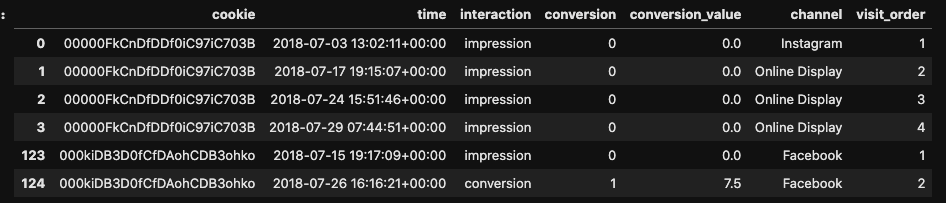 : cookie time interaction conversion conversion_value channel visit_order
0 00000FkCnDfDDf0iC97iC703B 2018-07-03 13:02:11+00:00 impression 0 0.0 Instagram 1
1 00000FkCnDfDDf0iC97iC703B 2018-07-17 19:15:07+00:00 impression 0 0.0 Online Display 2
2 00000FkCnDfDDf0iC97iC703B 2018-07-24 15:51:46+00:00 impression 0 0.0 Online Display 3
3 00000FkCnDfDDf0iC97iC703B 2018-07-29 07:44:51+00:00 impression 0 0.0 Online Display 4
123 000kiDB3D0fCfDAohCDB3ohko 2018-07-15 19:17:09+00:00 impression 0 0.0 Facebook 1
124 000kiDB3D0fCfDAohCDB3ohko 2018-07-26 16:16:21+00:00 conversion 1 7.5 Facebook 2